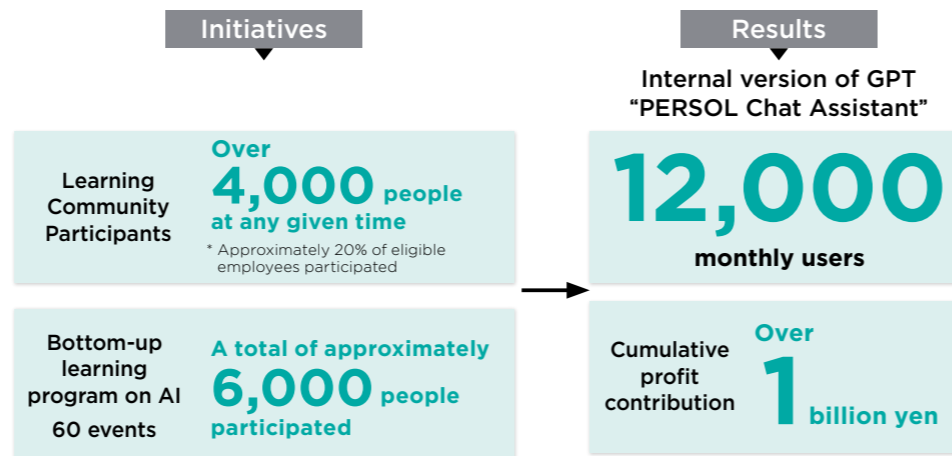 Initiatives
Learning
Community
Participants
Over
4,000 people
at any given time
* Approximately 20% of eligible
employees participated
Bottom-up
learning
program on AI
60 events
A total of approximately
6,000 people
participated
Results
Internal version of GPT
“PERSOL Chat Assistant”
12,000
monthly users
Cumulative
profit
contribution
Over
1 billion yen